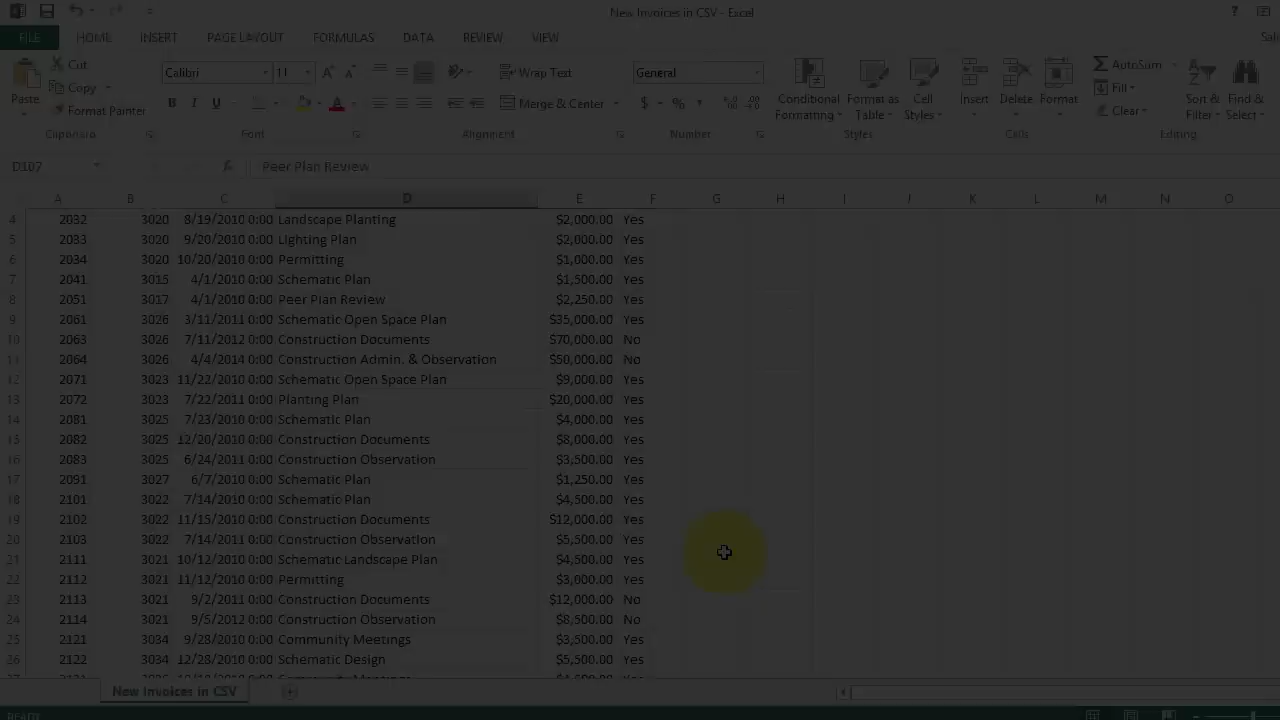 New Invoices in CSV - Excel
FILE HOME INSERT PAGE LAYOUT FORMULAS DATA REVIEW VIEW
Cut
Copy
Format Painter
Paste
Calibri 11
B I U
Wrap Text
Merge & Center
General
$ % ,
Conditional Formatting
Format as Table
Cell Styles
Insert Delete Format
AutoSum
Fill
Clear
Sort & Filter
Find & Select
Clipboard Font Alignment Number Styles Cells Editing
D107 fx Peer Plan Review
A B C D E F G H I J K L M N O
4 2032 3020 8/19/2010 0:00 Landscape Planting $2,000.00 Yes
5 2033 3020 9/20/2010 0:00 Lighting Plan $2,000.00 Yes
6 2034 3020 10/20/2010 0:00 Permitting $1,000.00 Yes
7 2041 3015 4/1/2010 0:00 Schematic Plan $1,500.00 Yes
8 2051 3017 4/1/2010 0:00 Peer Plan Review $2,250.00 Yes
9 2061 3026 3/11/2011 0:00 Schematic Open Space Plan $35,000.00 Yes
10 2063 3026 7/11/2012 0:00 Construction Documents $70,000.00 No
11 2064 3026 4/4/2014 0:00 Construction Admin. & Observation $50,000.00 No
12 2071 3023 11/22/2010 0:00 Schematic Open Space Plan $9,000.00 Yes
13 2072 3023 7/22/2011 0:00 Planting Plan $20,000.00 Yes
14 2081 3025 7/23/2010 0:00 Schematic Plan $4,000.00 Yes
15 2082 3025 12/20/2010 0:00 Construction Documents $8,000.00 Yes
16 2083 3025 6/24/2011 0:00 Construction Observation $3,500.00 Yes
17 2091 3027 6/7/2010 0:00 Schematic Plan $1,250.00 Yes
18 2101 3022 7/14/2010 0:00 Schematic Plan $4,500.00 Yes
19 2102 3022 11/15/2010 0:00 Construction Documents $12,000.00 Yes
20 2103 3022 7/14/2011 0:00 Construction Observation $5,500.00 Yes
21 2111 3021 10/12/2010 0:00 Schematic Landscape Plan $4,500.00 Yes
22 2112 3021 11/12/2010 0:00 Permitting $3,000.00 Yes
23 2113 3021 9/2/2011 0:00 Construction Documents $12,000.00 No
24 2114 3021 9/5/2012 0:00 Construction Observation $8,500.00 No
25 2121 3034 9/28/2010 0:00 Community Meetings $3,500.00 Yes
26 2122 3034 12/28/2010 0:00 Schematic Design $5,500.00 Yes
New Invoices in CSV
READY